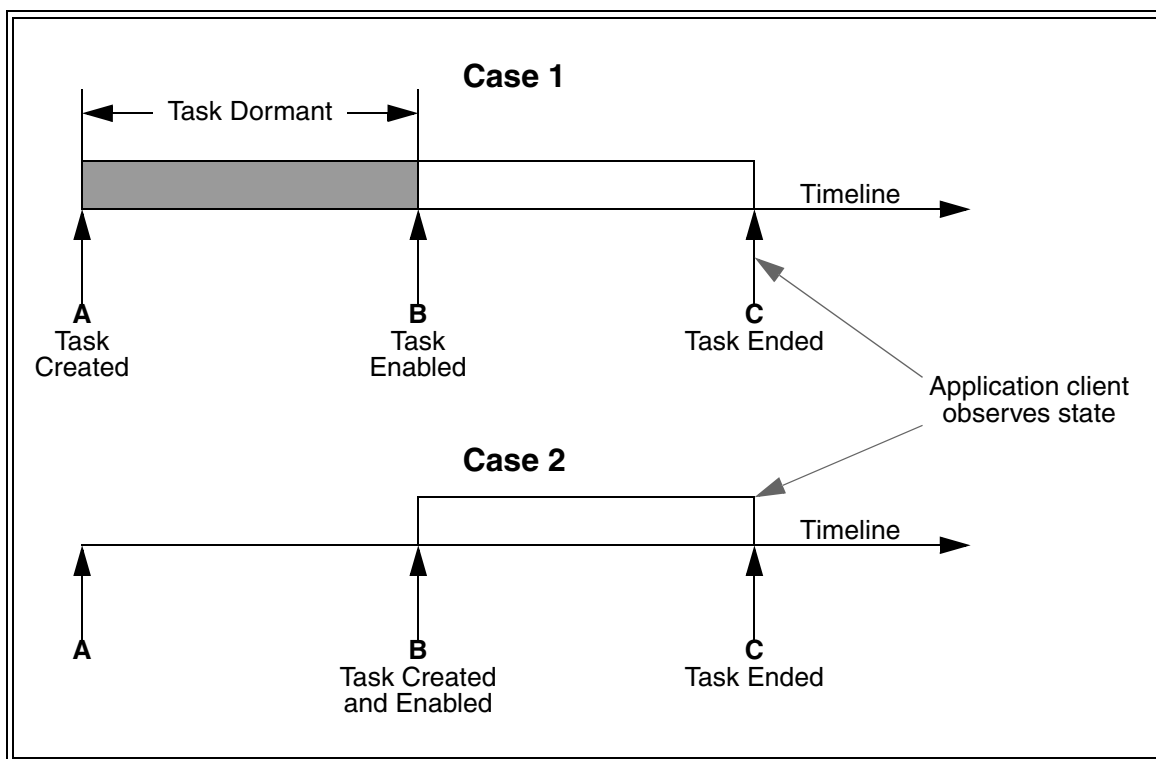 Case 1
Task Dormant
Timeline
A
Task
Created
B
Task
Enabled
C
Task Ended
Application client
observes state
Case 2
Timeline
A
B
Task Created
and Enabled
C
Task Ended